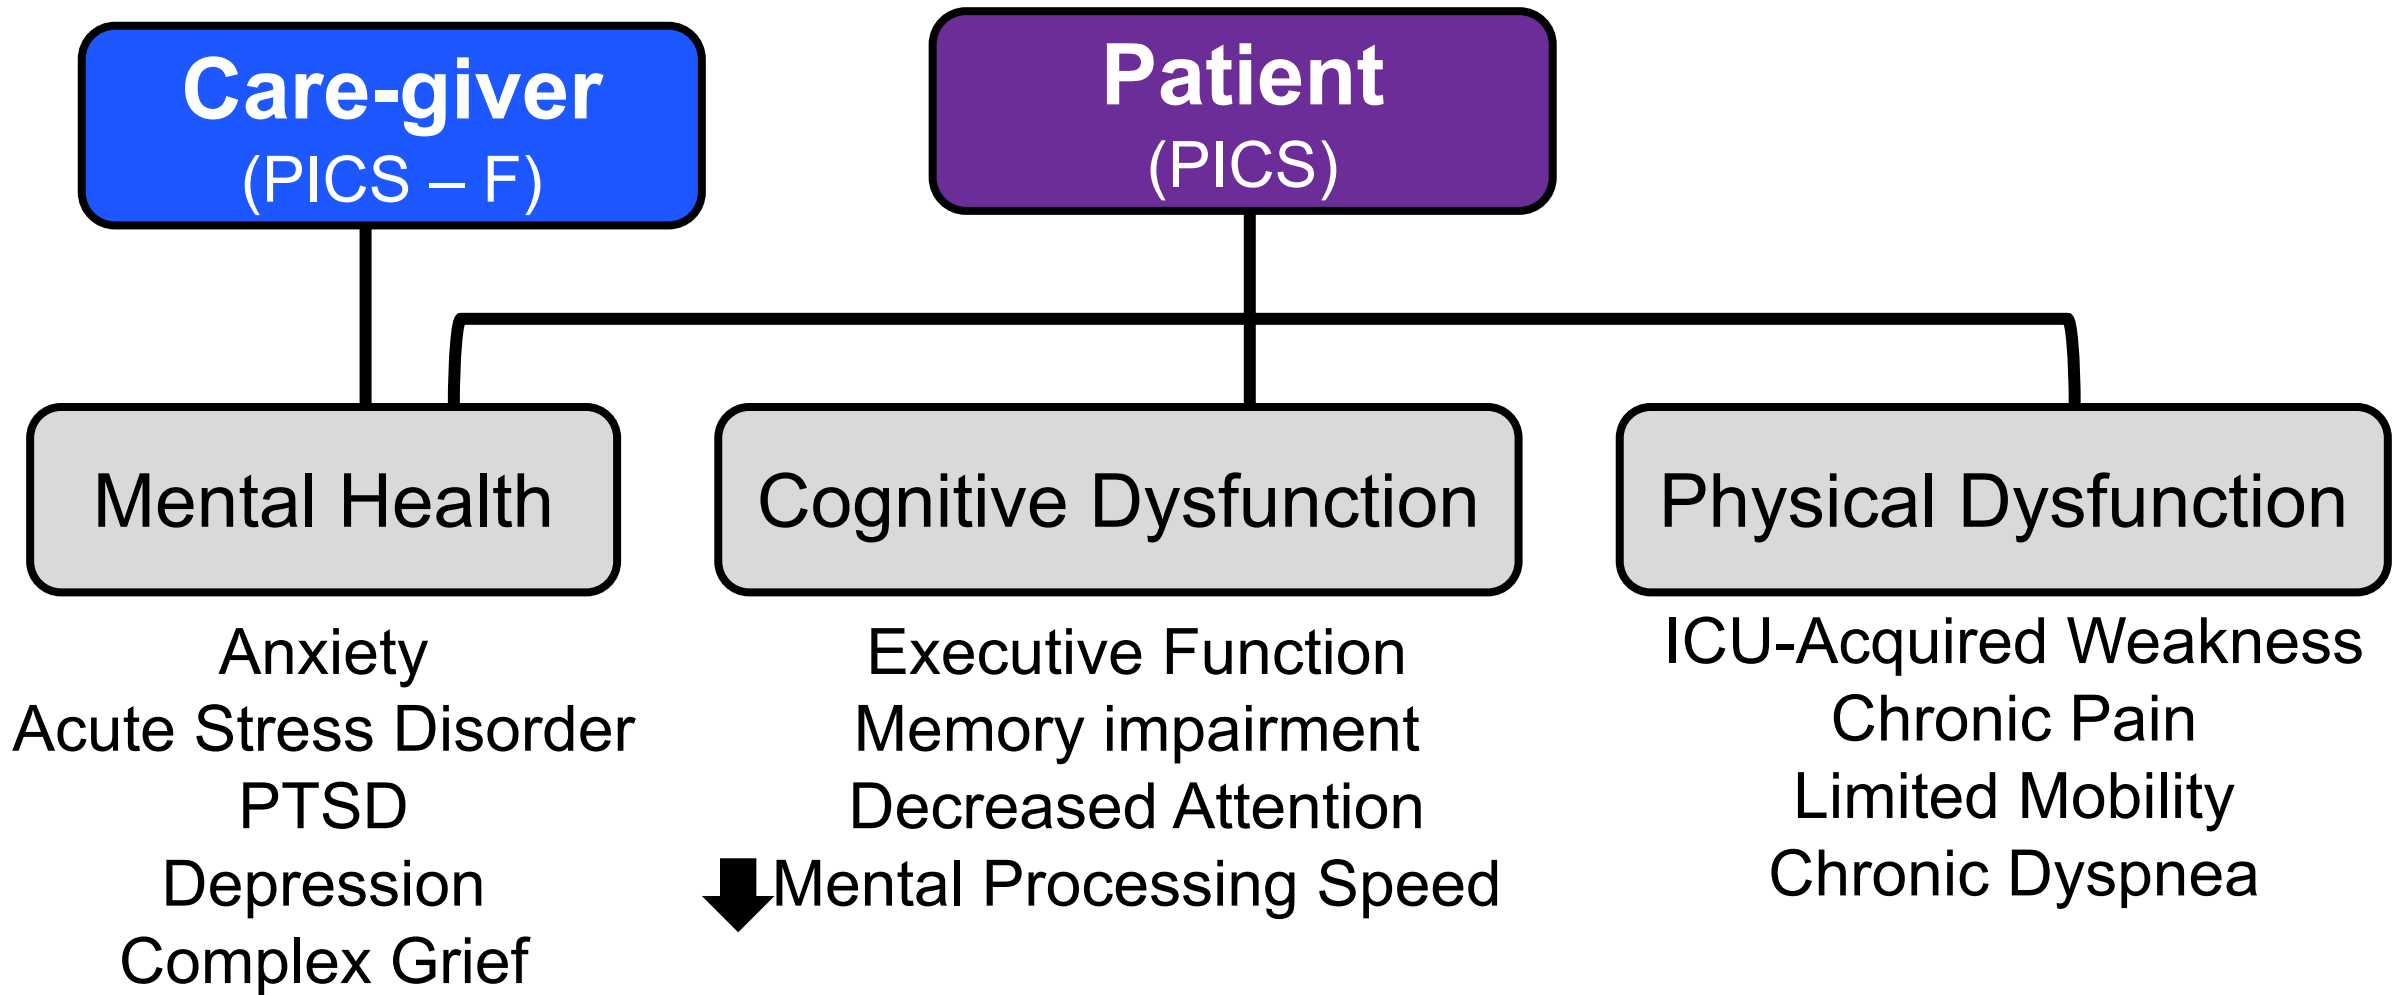 Care-giver
(PICS – F)
Patient
(PICS)
Mental Health
Anxiety
Acute Stress Disorder
PTSD
Depression
Complex Grief
Cognitive Dysfunction
Executive Function
Memory impairment
Decreased Attention
Mental Processing Speed
Physical Dysfunction
ICU-Acquired Weakness
Chronic Pain
Limited Mobility
Chronic Dyspnea